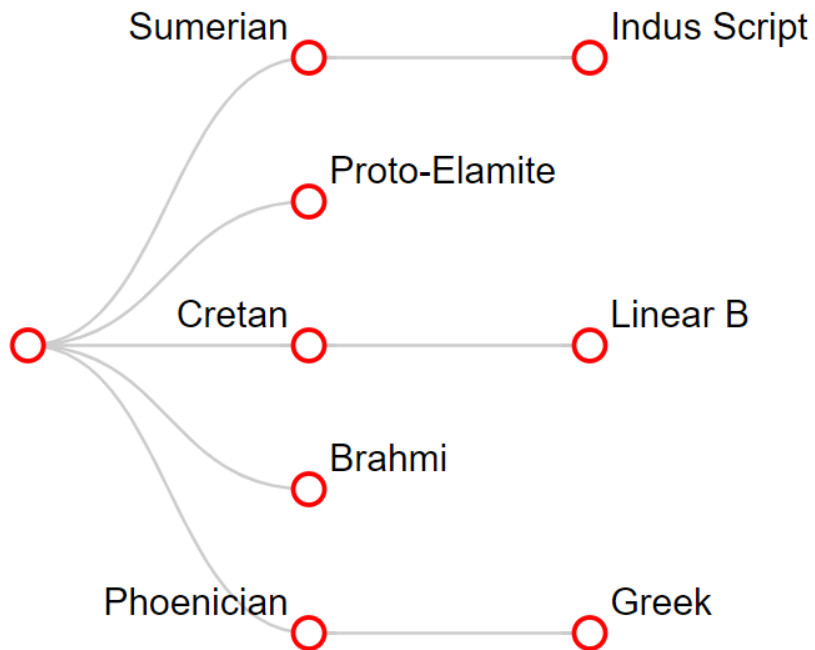 Sumerian
Indus Script
Proto-Elamite
Cretan
Linear B
Brahmi
Phoenician
Greek